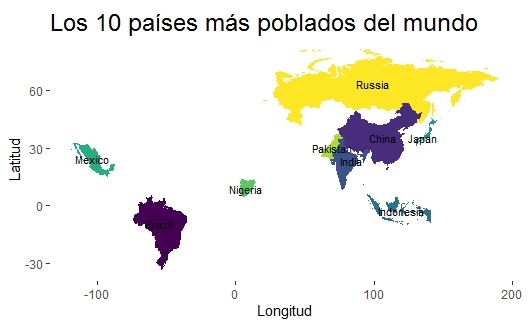 Los 10 países más poblados del mundo
Latitud
60
30
0
-30
Russia
China
Japan
Pakistan
India
Mexico
Nigeria
Indonesia
Brazil
-100
0
100
200
Longitud